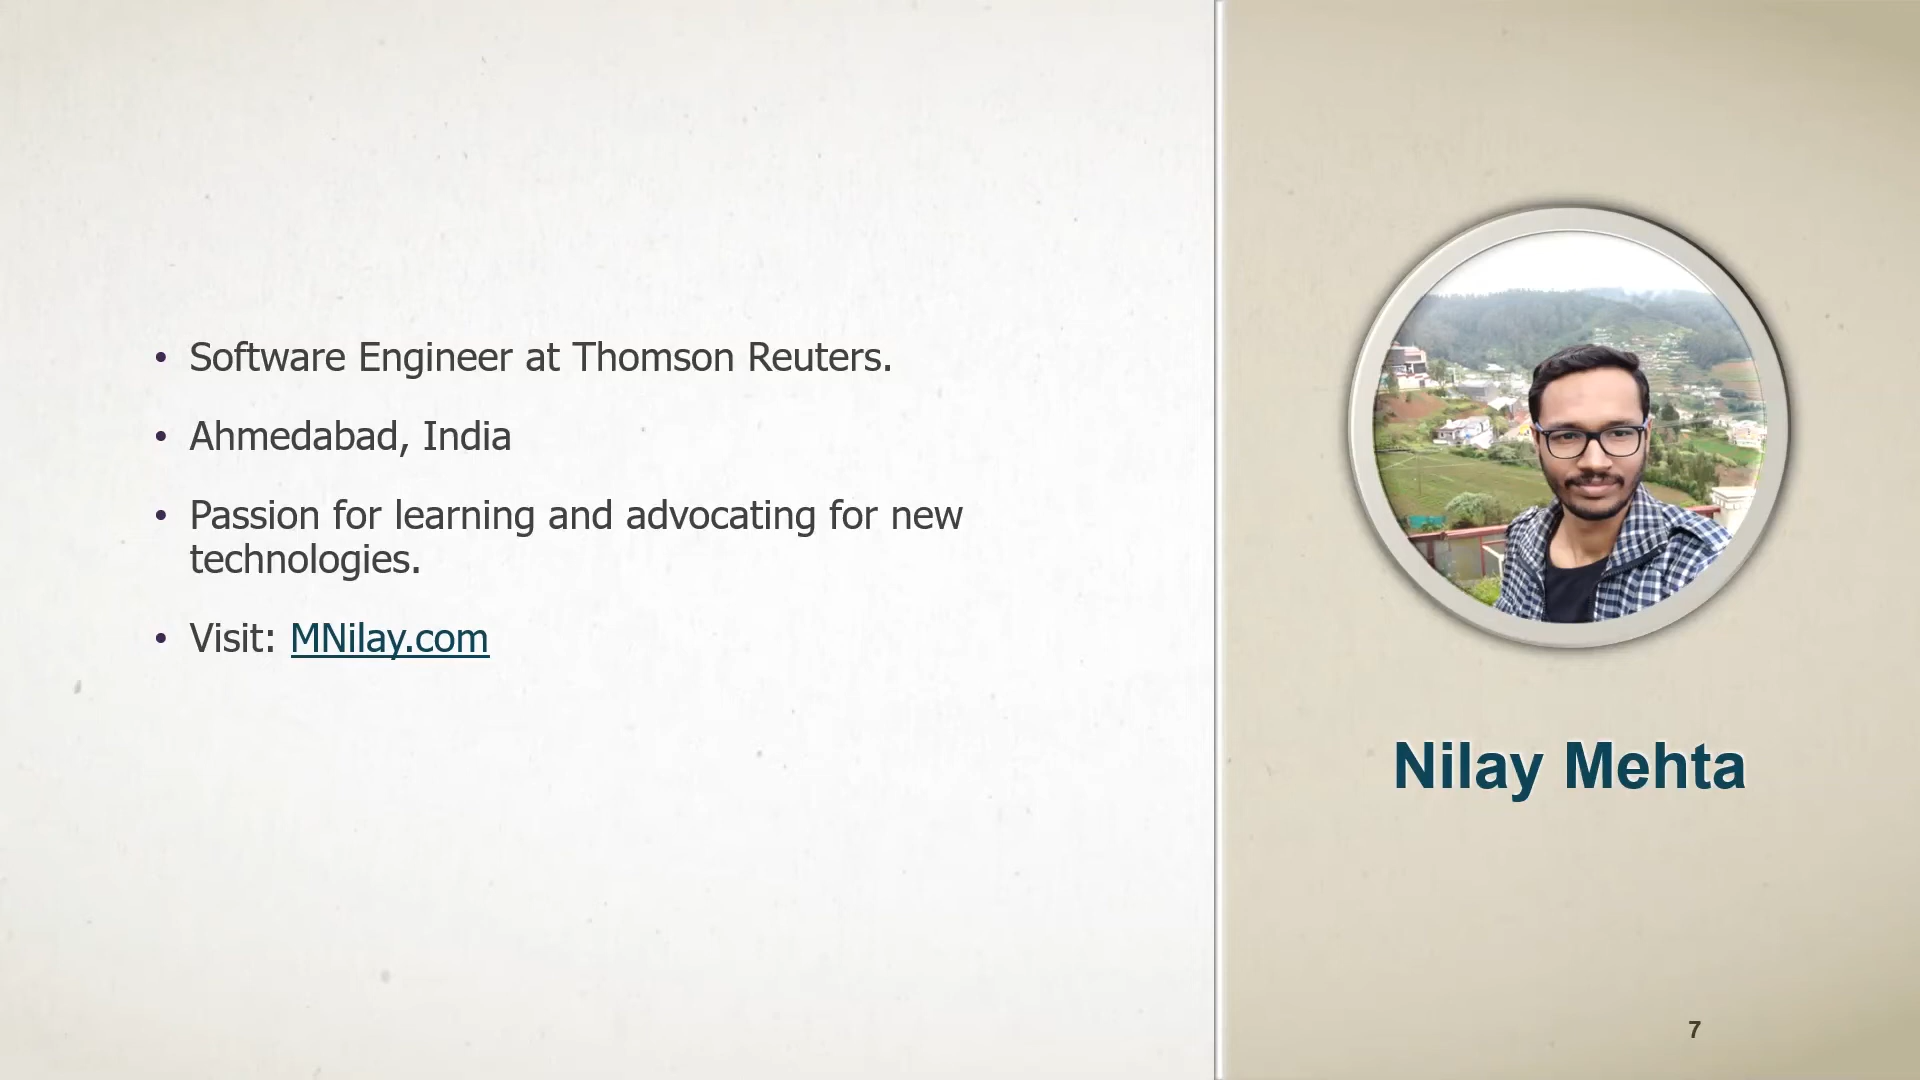 • Software Engineer at Thomson Reuters.
• Ahmedabad, India
• Passion for learning and advocating for new
technologies.
• Visit: MNilay.com
Nilay Mehta
7